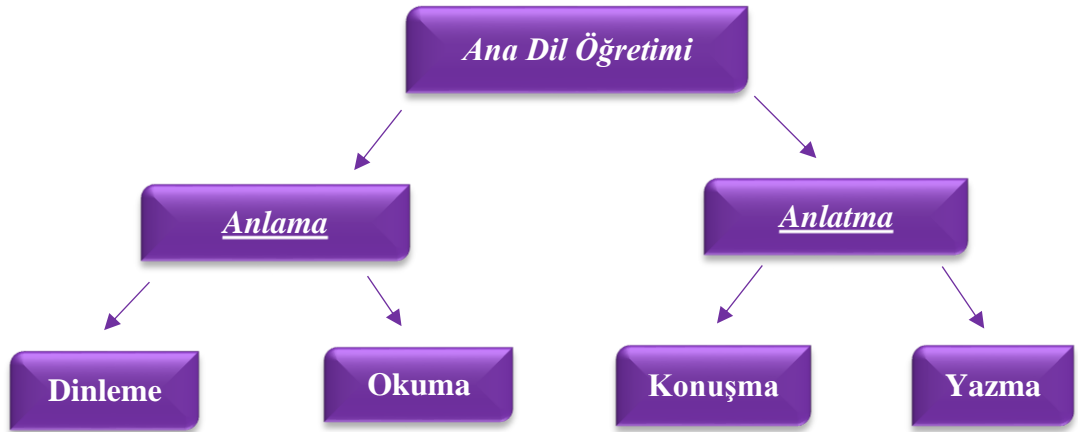 Ana Dil Öğretimi
Anlama
Anlatma
Dinleme
Okuma
Konuşma
Yazma